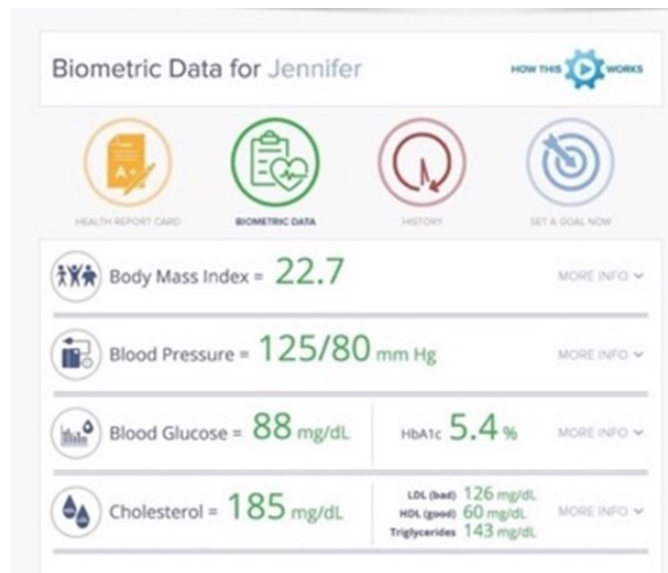 Biometric Data for Jennifer
HOW THIS WORKS
A+
HEALTH REPORT CARD
BIOMETRIC DATA
HISTORY
SET A GOAL NOW
Body Mass Index = 22.7
MORE INFO
Blood Pressure = 125/80 mm Hg
MORE INFO
Blood Glucose = 88 mg/dL
HbA1c 5.4 %
MORE INFO
Cholesterol = 185 mg/dL
LDL (bad) 126 mg/dL
HDL (good) 60 mg/dL
Triglycerides 143 mg/dL
MORE INFO